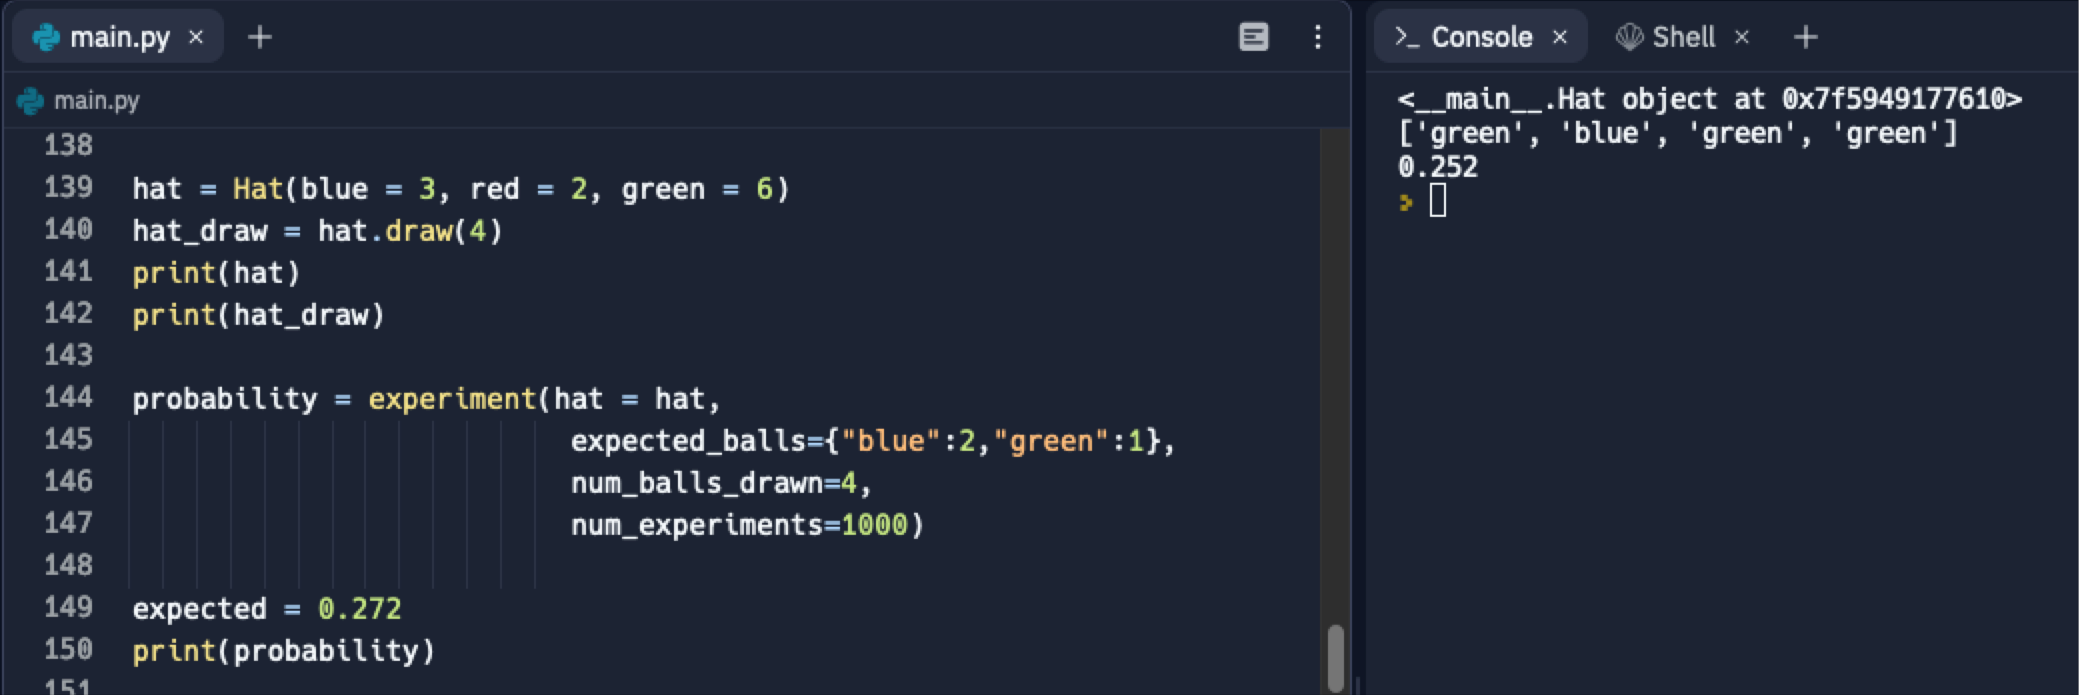 main.py × +
main.py
138
139 hat = Hat(blue = 3, red = 2, green = 6)
140 hat_draw = hat.draw(4)
141 print(hat)
142 print(hat_draw)
143
144 probability = experiment(hat = hat,
145 expected_balls={"blue":2,"green":1},
146 num_balls_drawn=4,
147 num_experiments=1000)
148
149 expected = 0.272
150 print(probability)
151
>_ Console × Shell × +
<__main__.Hat object at 0x7f5949177610>
['green', 'blue', 'green', 'green']
0.252